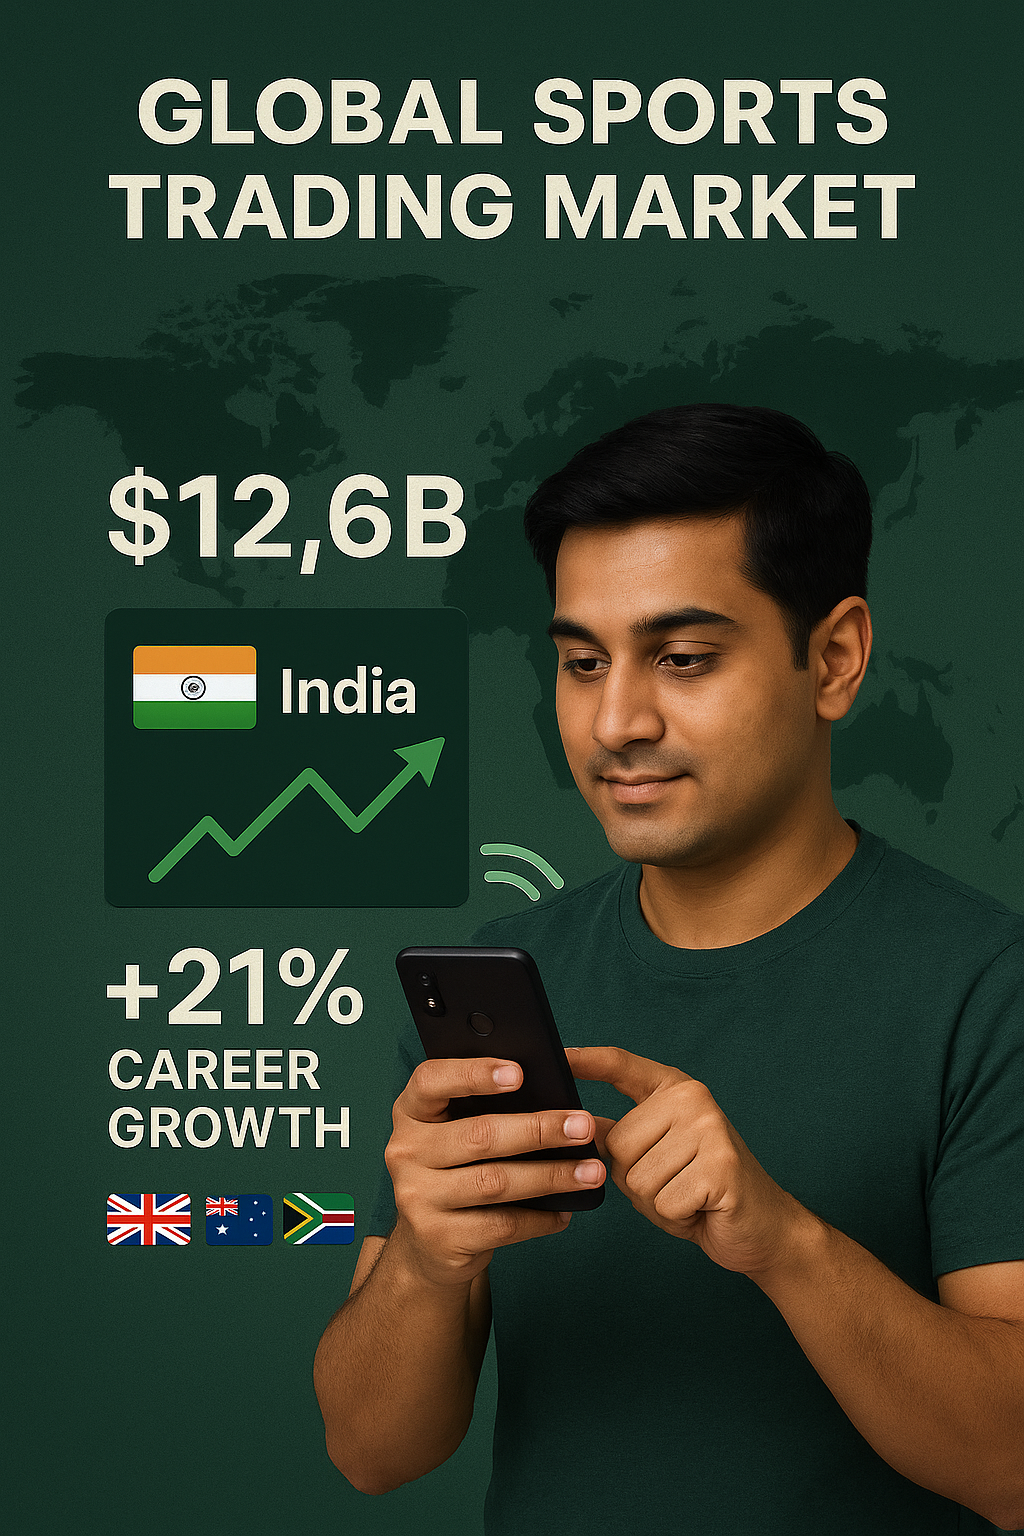 GLOBAL SPORTS
TRADING MARKET
$12,6B
India
+21%
CAREER
GROWTH